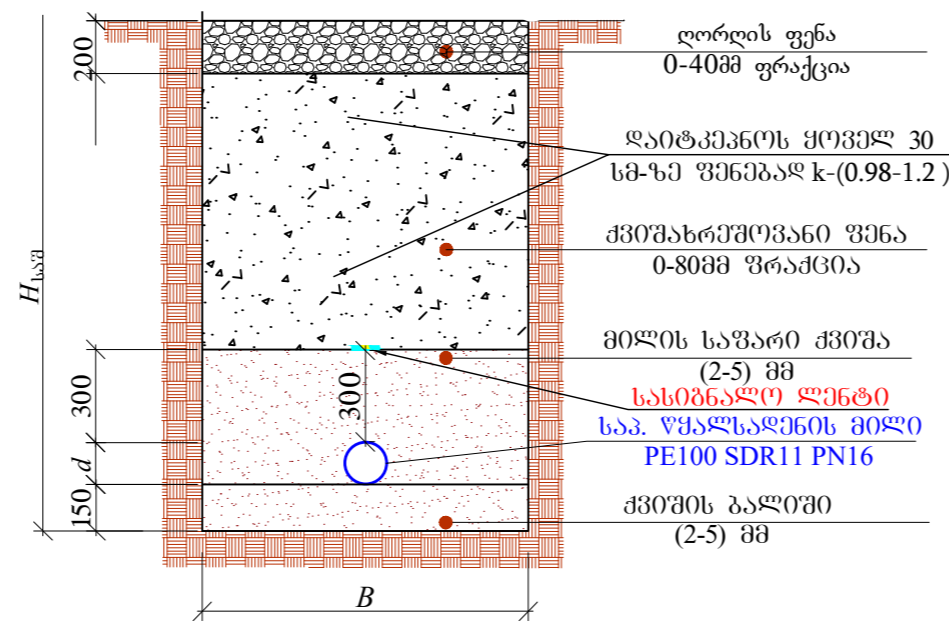 ღორღის ფენა
0-40მმ ფრაქცია
დაიტკეპნოს ყოველ 30
სმ-ზე ფენებად k-(0.98-1.2 )
ქვიშახრეშოვანი ფენა
0-80მმ ფრაქცია
მილის საფარი ქვიშა
(2-5) მმ
სასიგნალო ლენტი
საპ. წყალსადენის მილი
PE100 SDR11 PN16
ქვიშის ბალიში
(2-5) მმ
200
Hსაშ
300
300
d
150
B